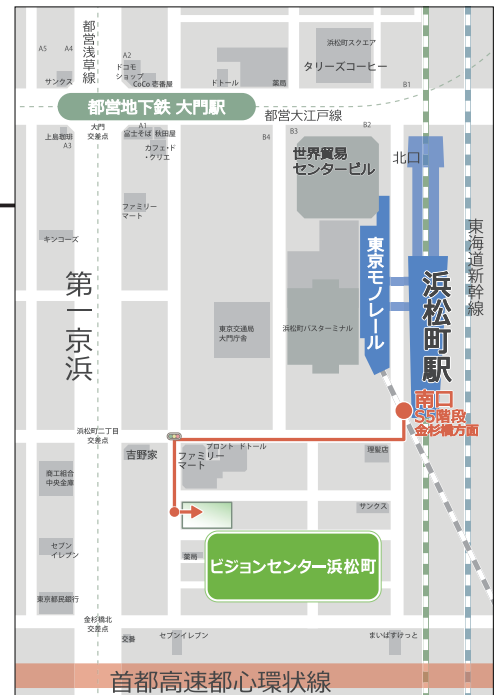 都営浅草線
浜松町スクエア
A5
A4
A2
ドコモ
ショップ
タリーズコーヒー
サンクス
CoCo 壱番屋
ドトール
薬局
B1
都営地下鉄 大門駅
都営大江戸線
大門
交差点
A1
B2
B3
B4
上島珈琲
A3
富士そば 秋田屋
カフェ・ド
・クリエ
世界貿易
センタービル
北口
ファミリー
マート
キンコーズ
東京モノレール
東海道新幹線
第一京浜
浜松町駅
東京交通局
大門庁舎
浜松町バスターミナル
南口
S5階段
金杉橋方面
浜松町二丁目
交差点
吉野家
ファミリー
マート
プロント ドトール
理髪店
商工組合
中央金庫
サンクス
セブン
イレブン
薬局
ビジョンセンター浜松町
東京都民銀行
金杉橋北
交差点
交番
セブンイレブン
まいばすけっと
首都高速都心環状線